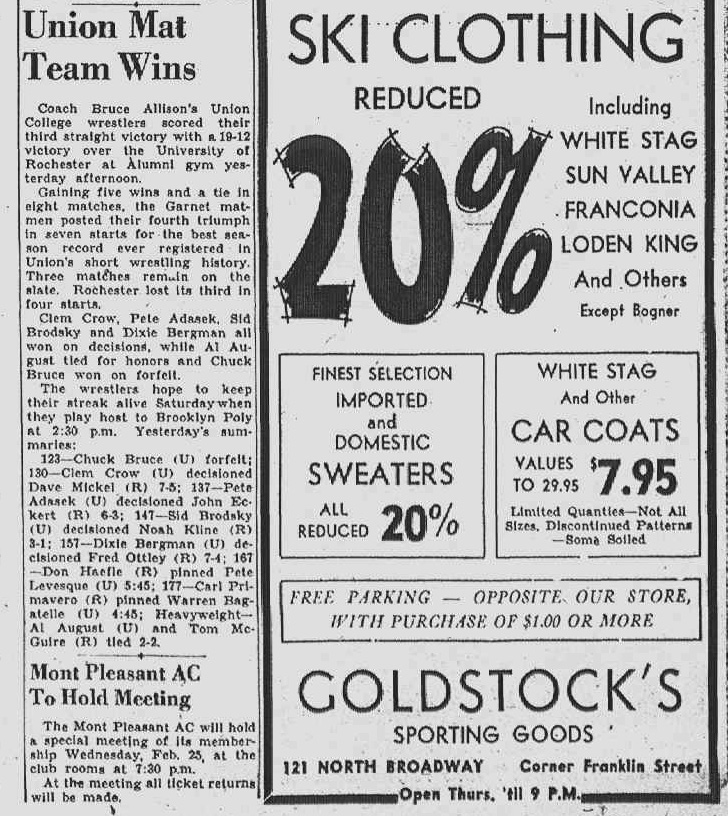 Union Mat
Team Wins
Coach Bruce Allison's Union
College wrestlers scored their
third straight victory with a 19-12
victory over the University of
Rochester at Alumni gym yes-
terday afternoon.
Gaining five wins and a tie in
eight matches, the Garnet mat-
men posted their fourth triumph
in seven starts for the best sea-
son record ever registered in
Union's short wrestling history.
Three matches remain on the
slate. Rochester lost its third in
four starts.
Clem Crow, Pete Adasek, Sid
Brodsky and Dixie Bergman all
won on decisions, while Al Au-
gust tied for honors and Chuck
Bruce won on forfeit.
The wrestlers hope to keep
their streak alive Saturday when
they play host to Brooklyn Poly
at 2:30 p.m. Yesterday's sum-
maries:
123—Chuck Bruce (U) forfeit;
130—Clem Crow (U) decisioned
Dave Mickel (R) 7-5; 137—Pete
Adasek (U) decisioned John Ec-
kert (R) 6-3; 147—Sid Brodsky
(U) decisioned Noah Kline (R)
3-1; 157—Dixie Bergman (U) de-
cisioned Fred Ottley (R) 7-4; 167
—Don Haefle (R) pinned Pete
Levesque (U) 5:45; 177—Carl Pri-
mavero (R) pinned Warren Bag-
atelle (U) 4:45; Heavyweight—
Al August (U) and Tom Mc-
Guire (R) tied 2-2.
Mont Pleasant AC
To Hold Meeting
The Mont Pleasant AC will hold
a special meeting of its member-
ship Wednesday, Feb. 25, at the
club rooms at 7:30 p.m.
At the meeting all ticket returns
will be made.
SKI CLOTHING
REDUCED
20%
Including
WHITE STAG
SUN VALLEY
FRANCONIA
LODEN KING
And Others
Except Bogner
FINEST SELECTION
IMPORTED
and
DOMESTIC
SWEATERS
ALL
REDUCED 20%
WHITE STAG
And Other
CAR COATS
VALUES
TO 29.95 $7.95
Limited Quanties—Not All
Sizes, Discontinued Patterns
—Some Soiled
FREE PARKING — OPPOSITE OUR STORE,
WITH PURCHASE OF $1.00 OR MORE
GOLDSTOCK'S
SPORTING GOODS
121 NORTH BROADWAY Corner Franklin Street
Open Thurs. 'til 9 P.M.